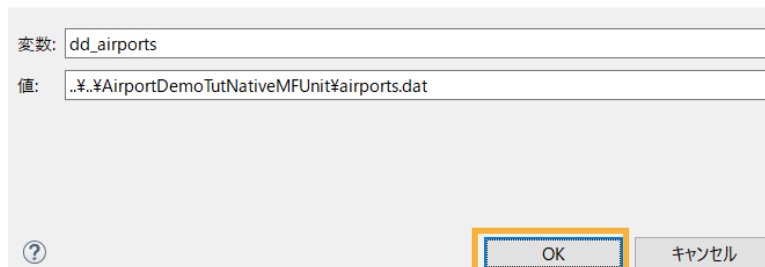 変数: dd_airports
値: ..¥..¥AirportDemoTutNativeMFUnit¥airports.dat
? OK キャンセル